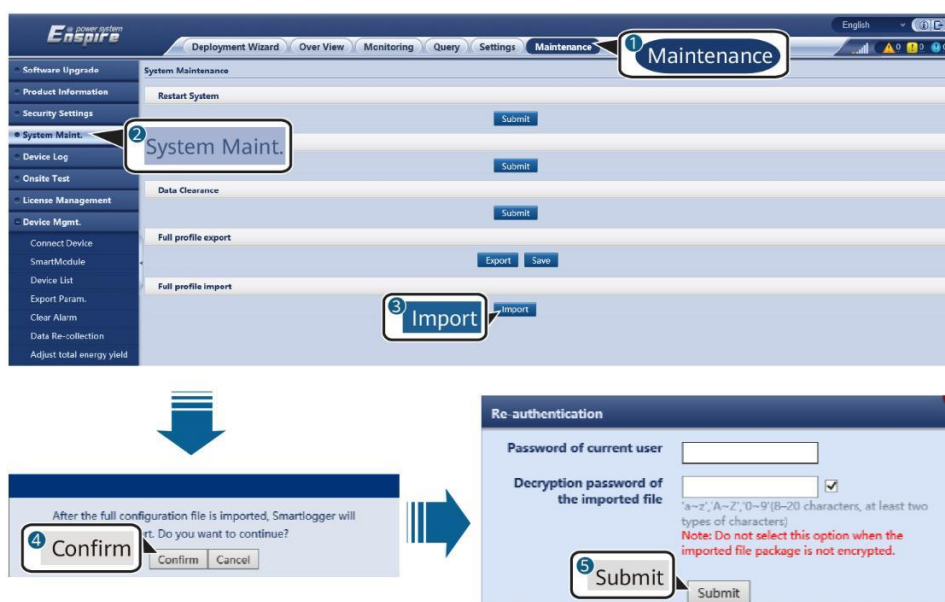 power system
Enspire
English
Deployment Wizard Over View Monitoring Query Settings Maintenance
1 Maintenance
Software Upgrade
Product Information
Security Settings
System Maint.
Device Log
Onsite Test
License Management
Device Mgmt.
Connect Device
SmartModule
Device List
Export Param.
Clear Alarm
Data Re-collection
Adjust total energy yield
System Maintenance
Restart System
Submit
2 System Maint.
Submit
Data Clearance
Submit
Full profile export
Export Save
Full profile import
3 Import
Import
After the full configuration file is imported, Smartlogger will
rt. Do you want to continue?
4 Confirm
Confirm Cancel
Re-authentication
Password of current user
Decryption password of
the imported file
'a~z','A~Z','0~9'(8–20 characters, at least two
types of characters)
Note: Do not select this option when the
imported file package is not encrypted.
5 Submit
Submit